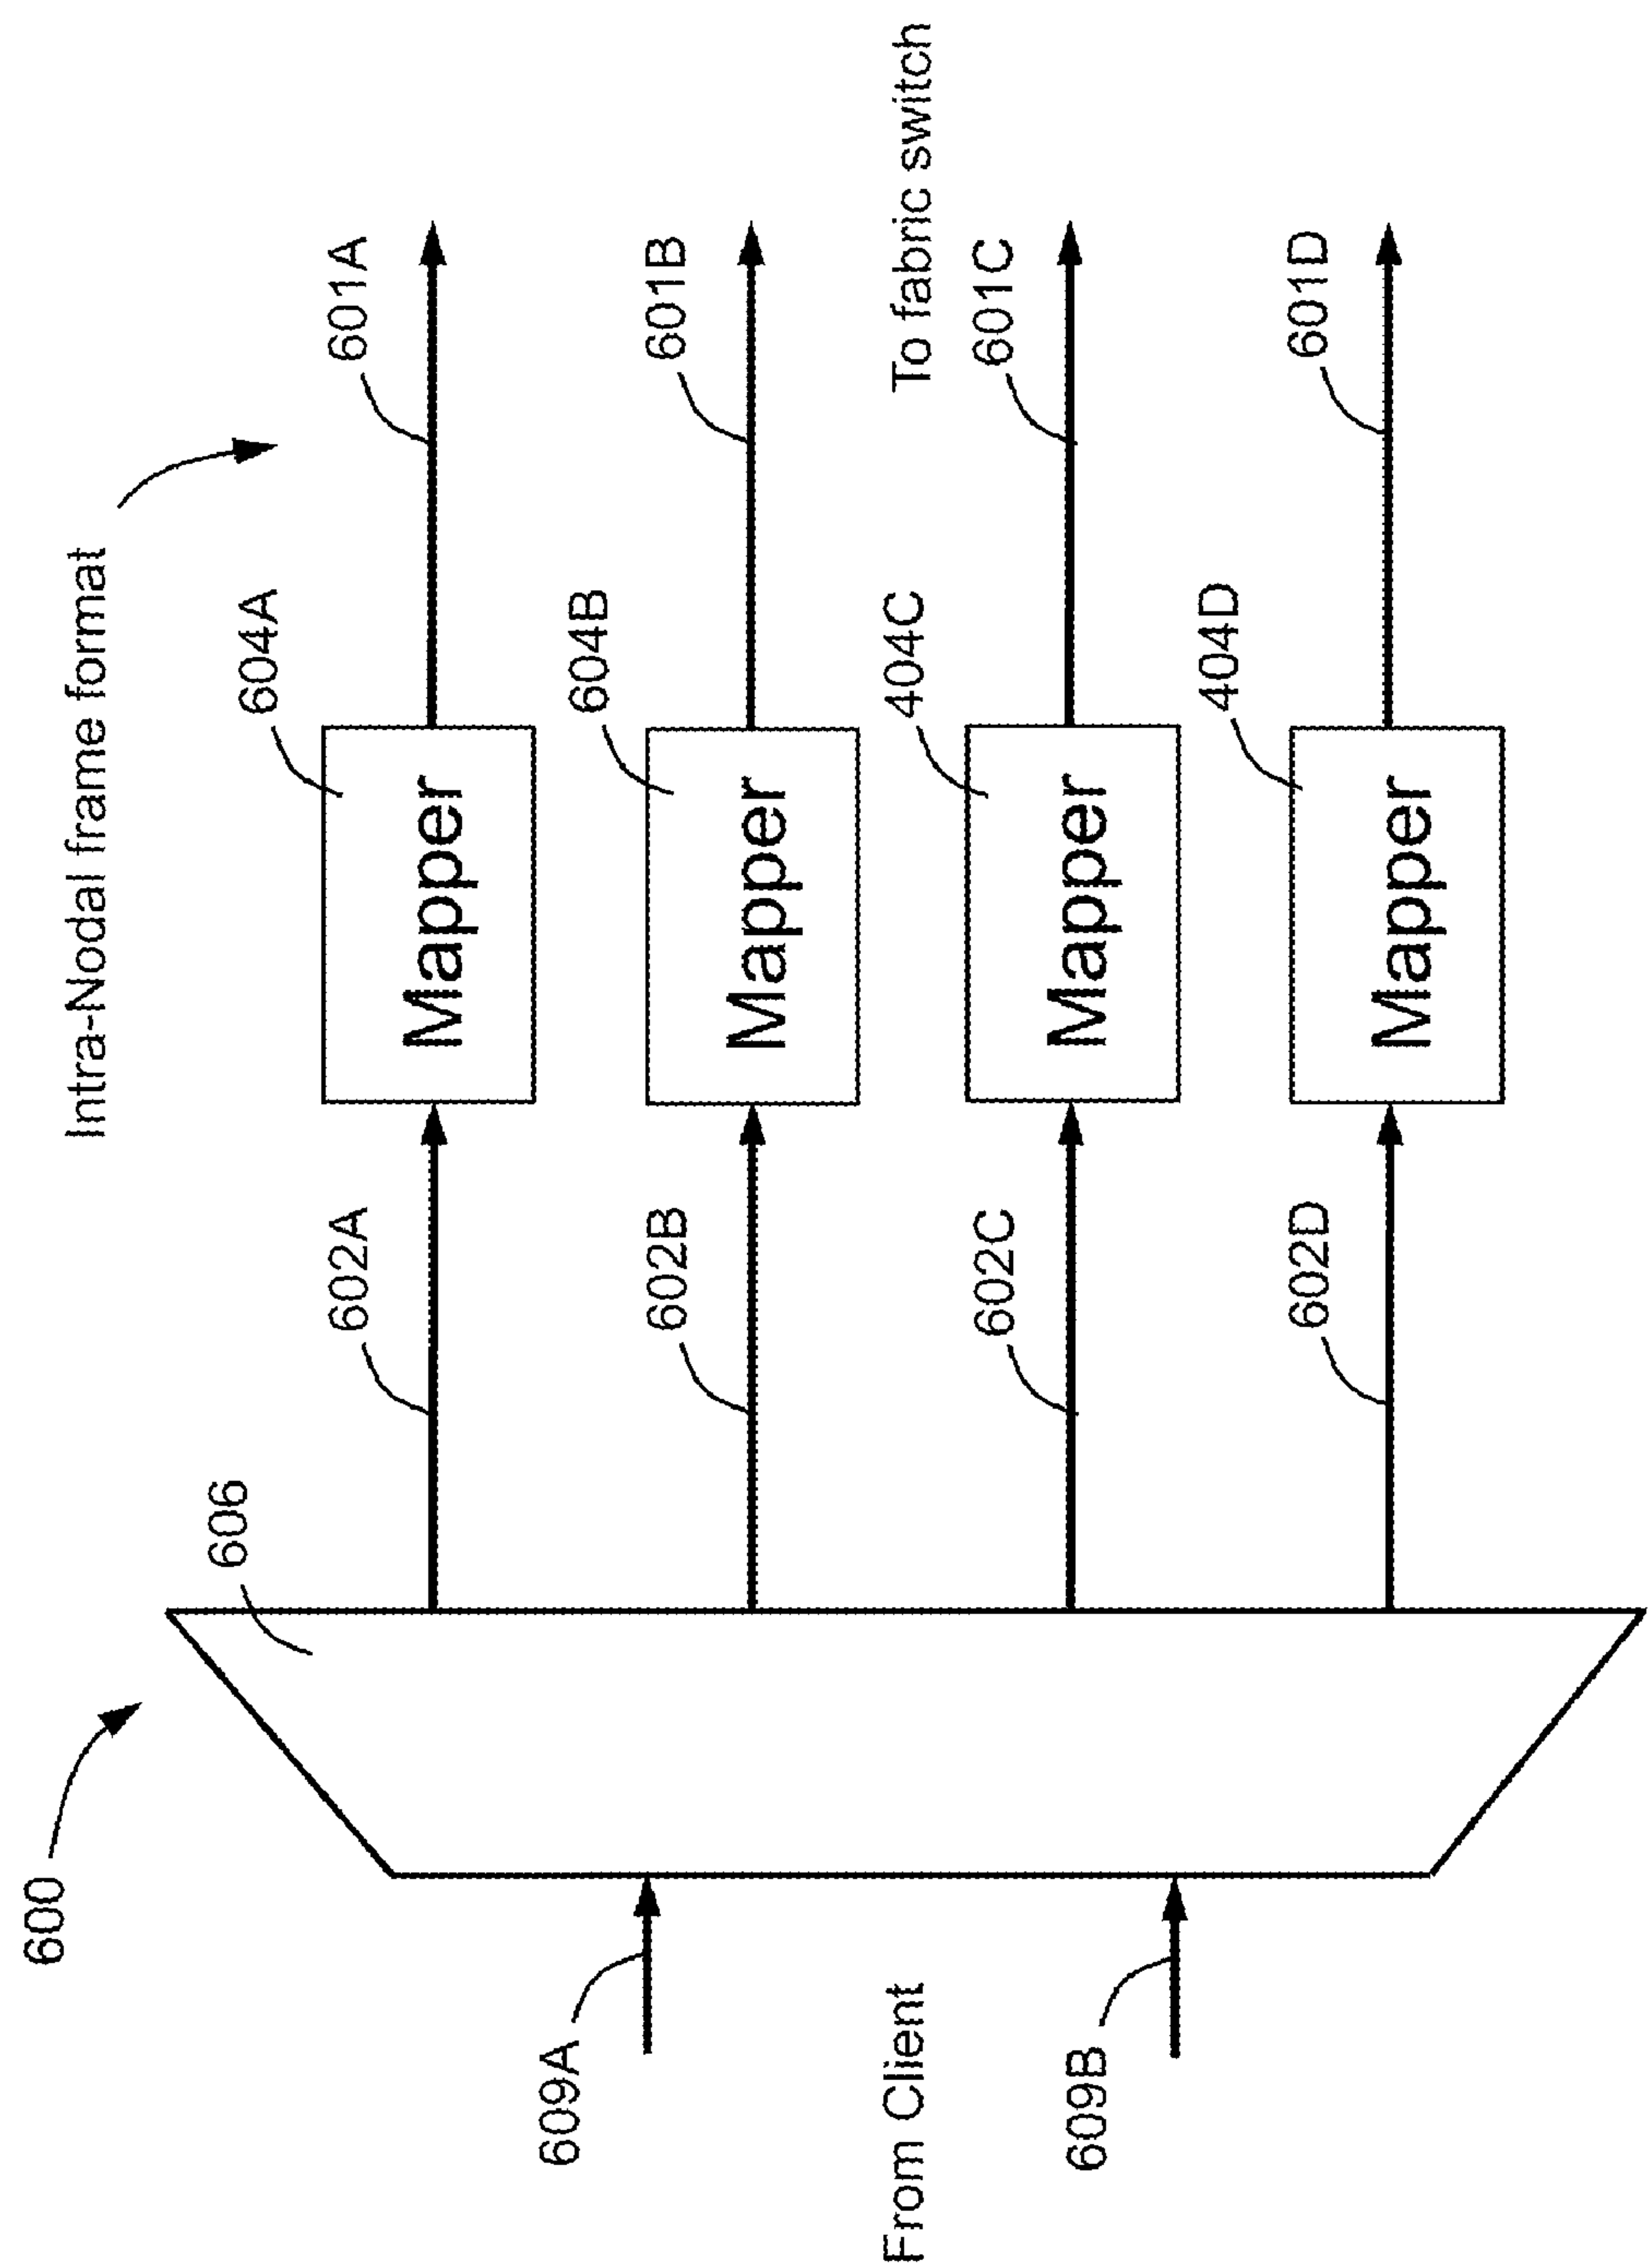 600
606
Intra-Nodal frame format
602A
604A
Mapper
601A
609A
602B
604B
Mapper
601B
From Client
To fabric switch
602C
404C
Mapper
601C
609B
602D
404D
Mapper
601D